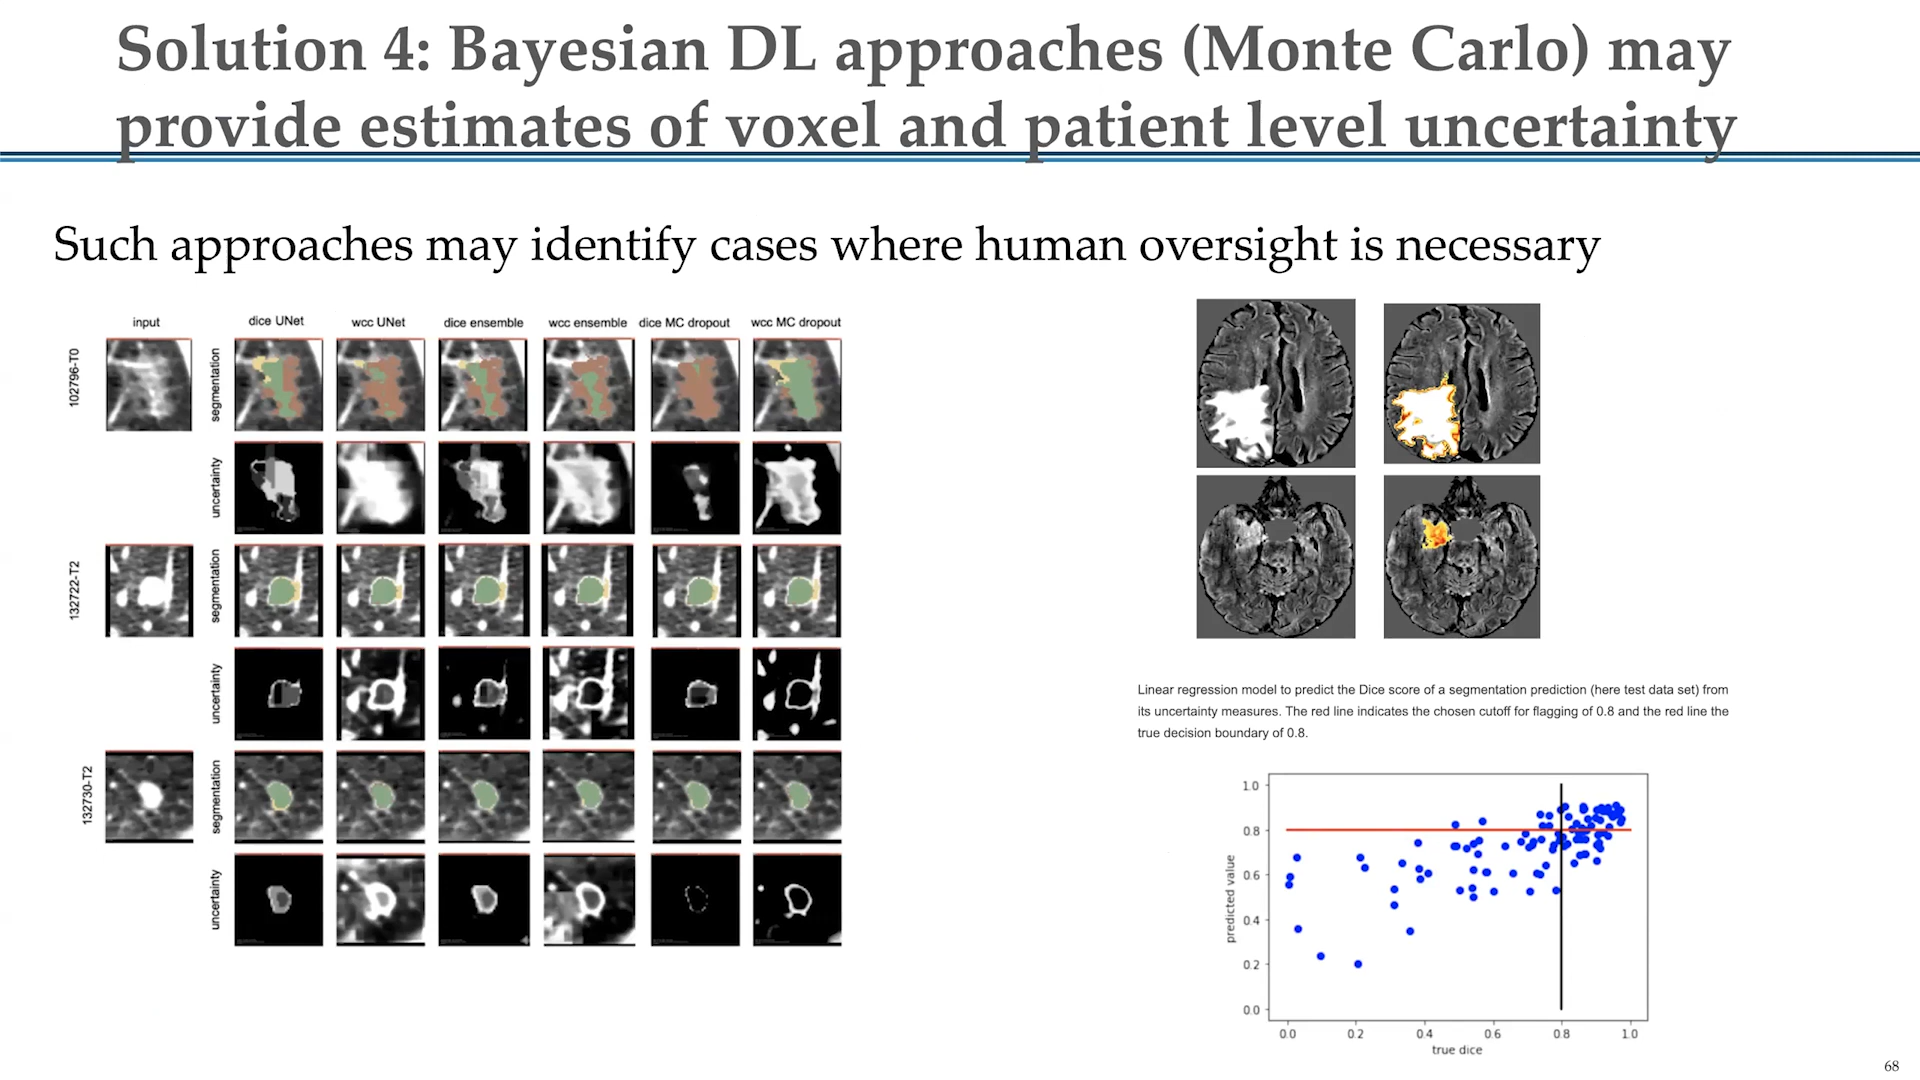 Solution 4: Bayesian DL approaches (Monte Carlo) may
provide estimates of voxel and patient level uncertainty
Such approaches may identify cases where human oversight is necessary
input
dice UNet
wcc UNet
dice ensemble
wcc ensemble
dice MC dropout
wcc MC dropout
102796-T0
segmentation
uncertainty
132722-T2
segmentation
uncertainty
132730-T2
segmentation
uncertainty
Linear regression model to predict the Dice score of a segmentation prediction (here test data set) from
its uncertainty measures. The red line indicates the chosen cutoff for flagging of 0.8 and the red line the
true decision boundary of 0.8.
1.0
0.8
0.6
0.4
0.2
0.0
predicted value
0.0 0.2 0.4 0.6 0.8 1.0
true dice
68